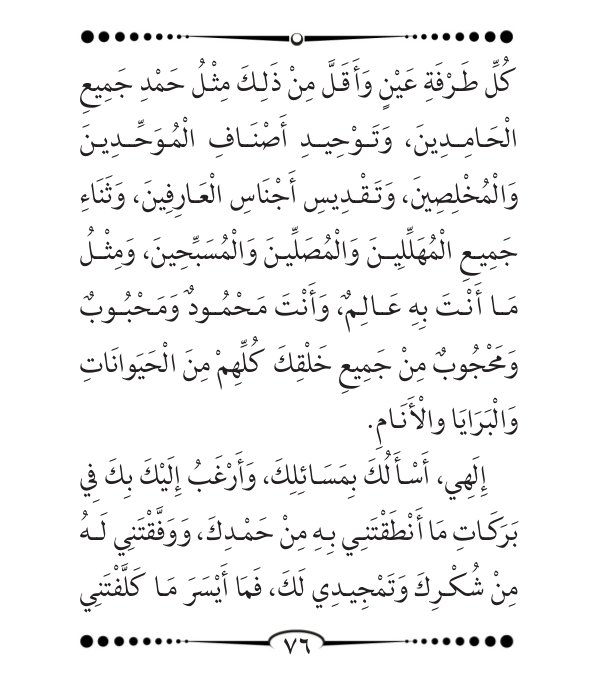 كُلِّ طَرْفَةِ عَيْنٍ وَأَقَلَّ مِنْ ذَلِكَ مِثْلُ حَمْدِ جَمِيعِ
الْحَامِدِينَ، وَتَوْحِيدِ أَصْنَافِ الْمُوَحِّدِينَ
وَالْمُخْلِصِينَ، وَتَقْدِيسِ أَجْنَاسِ الْعَارِفِينَ، وَثَنَاءِ
جَمِيعِ الْمُهَلِّلِينَ وَالْمُصَلِّينَ وَالْمُسَبِّحِينَ، وَمِثْلُ
مَا أَنْتَ بِهِ عَالِمٌ، وَأَنْتَ مَحْمُودٌ وَمَحْبُوبٌ
وَمَحْجُوبٌ مِنْ جَمِيعِ خَلْقِكَ كُلِّهِمْ مِنَ الْحَيَوَانَاتِ
وَالْبَرَايَا والْأَنَامِ.
إِلَهِي، أَسْأَلُكَ بِمَسَائِلِكَ، وَأَرْغَبُ إِلَيْكَ بِكَ فِي
بَرَكَاتِ مَا أَنْطَقْتَنِي بِهِ مِنْ حَمْدِكَ، وَوَفَّقْتَنِي لَهُ
مِنْ شُكْرِكَ وَتَمْجِيدِي لَكَ، فَمَا أَيْسَرَ مَا كَلَّفْتَنِي
٧٦